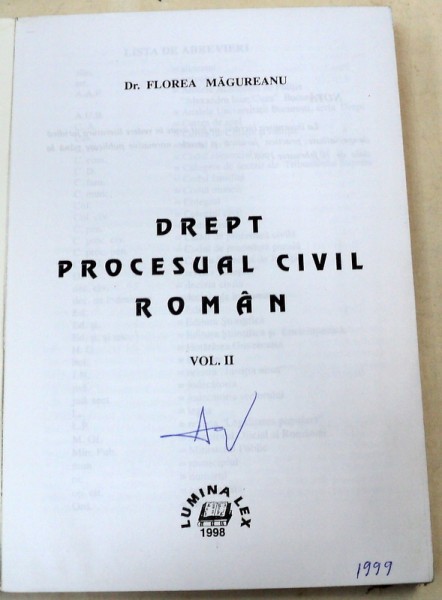 Dr. FLOREA MĂGUREANU
DREPT
PROCESUAL CIVIL
ROMÂN
VOL. II
LUMINA LEX
1998
1999